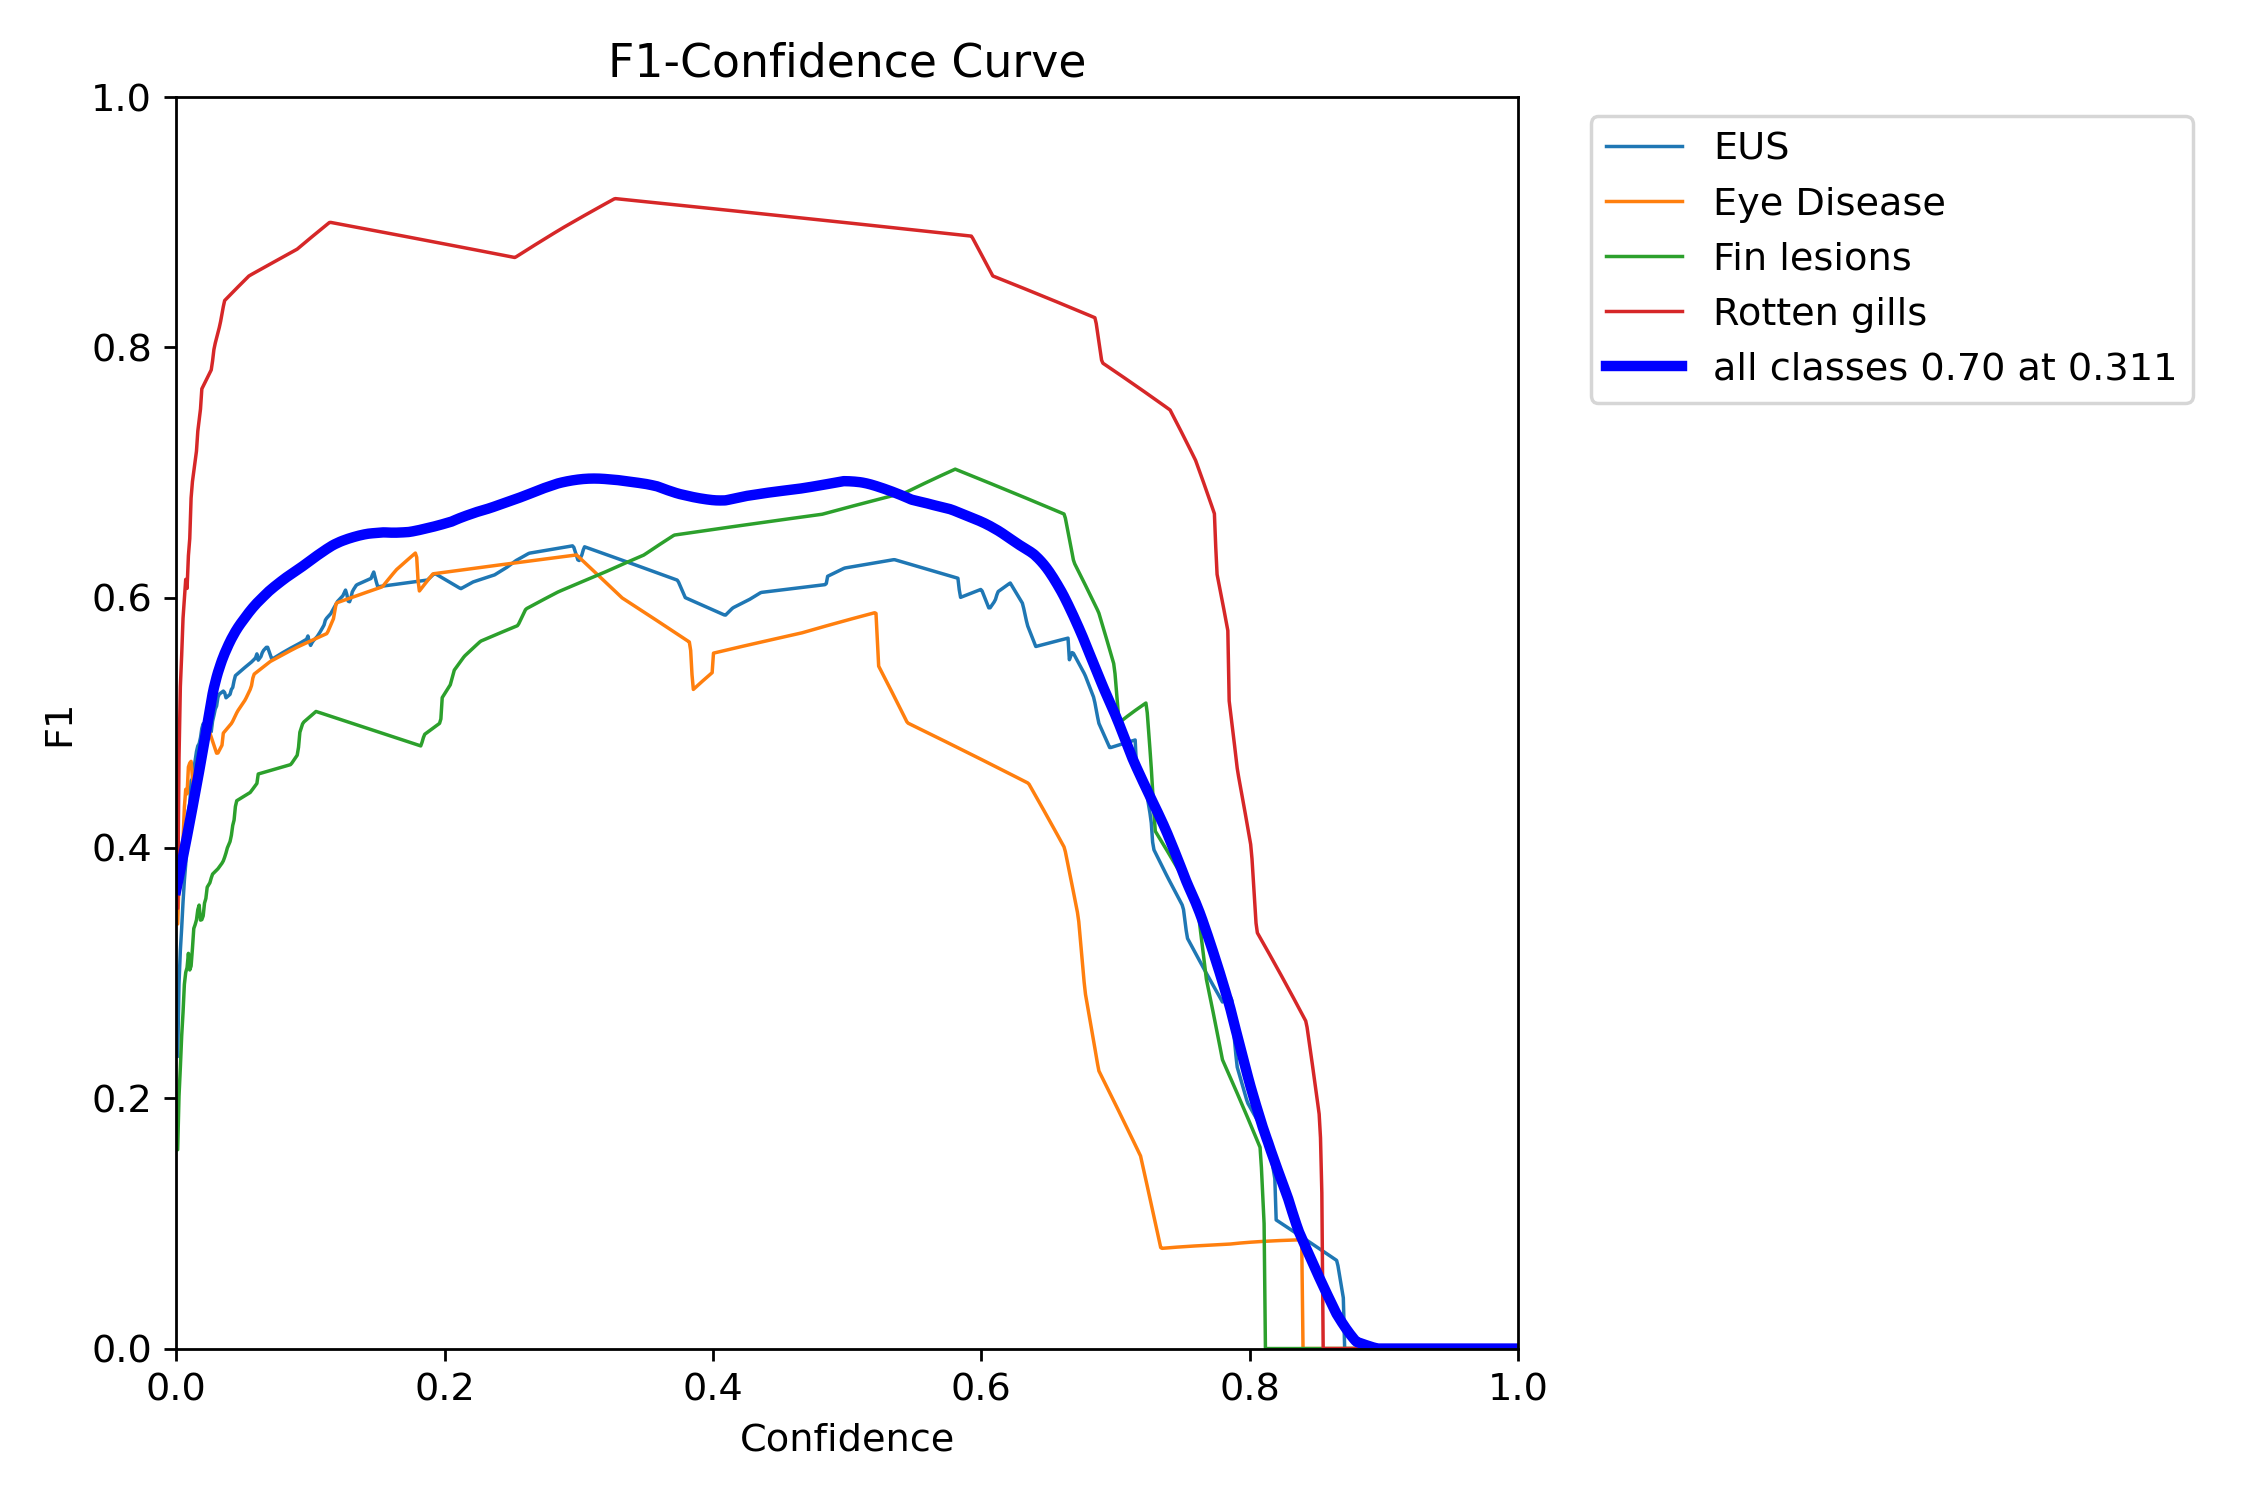 F1-Confidence Curve
1.0
0.8
0.6
0.4
0.2
0.0
F1
0.0 0.2 0.4 0.6 0.8 1.0
Confidence
EUS
Eye Disease
Fin lesions
Rotten gills
all classes 0.70 at 0.311